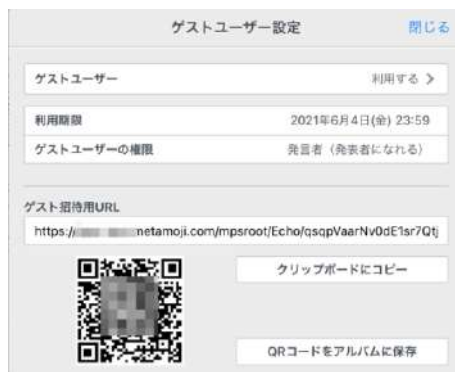 ゲストユーザー設定
閉じる
ゲストユーザー
利用する >
利用期限
2021年6月4日(金) 23:59
ゲストユーザーの権限
発言者（発表者になれる）
ゲスト招待用URL
https:// metamoji.com/mpsroot/Echo/qsqpVaarNv0dE1sr7Qtj
クリップボードにコピー
QRコードをアルバムに保存